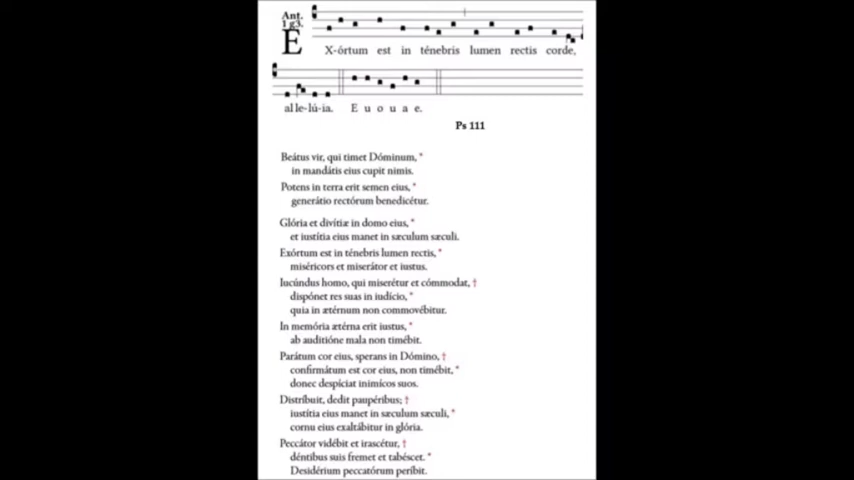 Ant.
1 g3.
EX-órtum est in ténebris lumen rectis corde,
alle-lú-ia. E u o u a e.
Ps 111
Beátus vir, qui timet Dóminum, *
in mandátis eius cupit nimis.
Potens in terra erit semen eius, *
generátio rectórum benedicétur.
Glória et divítiæ in domo eius, *
et iustítia eius manet in sæculum sæculi.
Exórtum est in ténebris lumen rectis, *
miséricors et miserátor et iustus.
Iucúndus homo, qui miserétur et cómmodat, †
dispónet res suas in iudício, *
quia in ætérnum non commovébitur.
In memória ætérna erit iustus, *
ab auditióne mala non timébit.
Parátum cor eius, sperans in Dómino, †
confirmátum est cor eius, non timébit, *
donec despíciat inimícos suos.
Distríbuit, dedit paupéribus; †
iustítia eius manet in sæculum sæculi, *
cornu eius exaltábitur in glória.
Peccátor vidébit et irascétur, †
déntibus suis fremet et tabéscet. *
Desidérium peccatórum períbit.